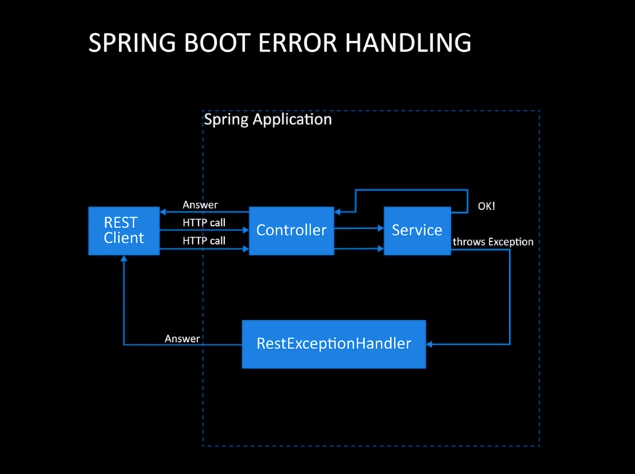 SPRING BOOT ERROR HANDLING
Spring Application
Answer
HTTP call
HTTP call
REST
Client
Controller
Service
OK!
throws Exception
Answer
RestExceptionHandler